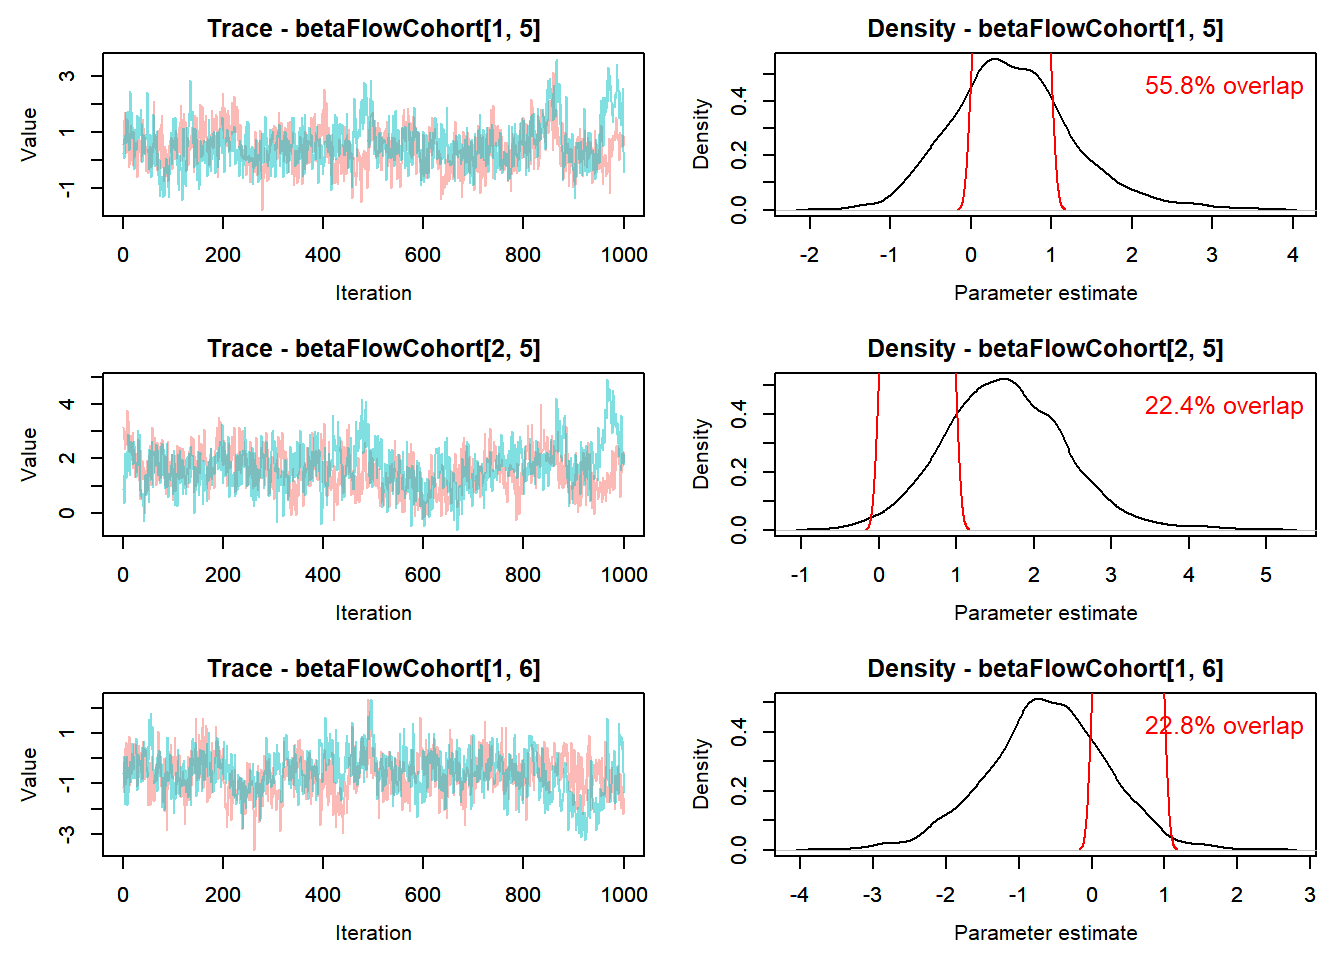 Trace - betaFlowCohort[1, 5]
Value
3
1
-1
0 200 400 600 800 1000
Iteration
Density - betaFlowCohort[1, 5]
55.8% overlap
Density
0.4
0.2
0.0
-2 -1 0 1 2 3 4
Parameter estimate
Trace - betaFlowCohort[2, 5]
Value
4
2
0
0 200 400 600 800 1000
Iteration
Density - betaFlowCohort[2, 5]
22.4% overlap
Density
0.4
0.2
0.0
-1 0 1 2 3 4 5
Parameter estimate
Trace - betaFlowCohort[1, 6]
Value
1
-1
-3
0 200 400 600 800 1000
Iteration
Density - betaFlowCohort[1, 6]
22.8% overlap
Density
0.4
0.2
0.0
-4 -3 -2 -1 0 1 2 3
Parameter estimate